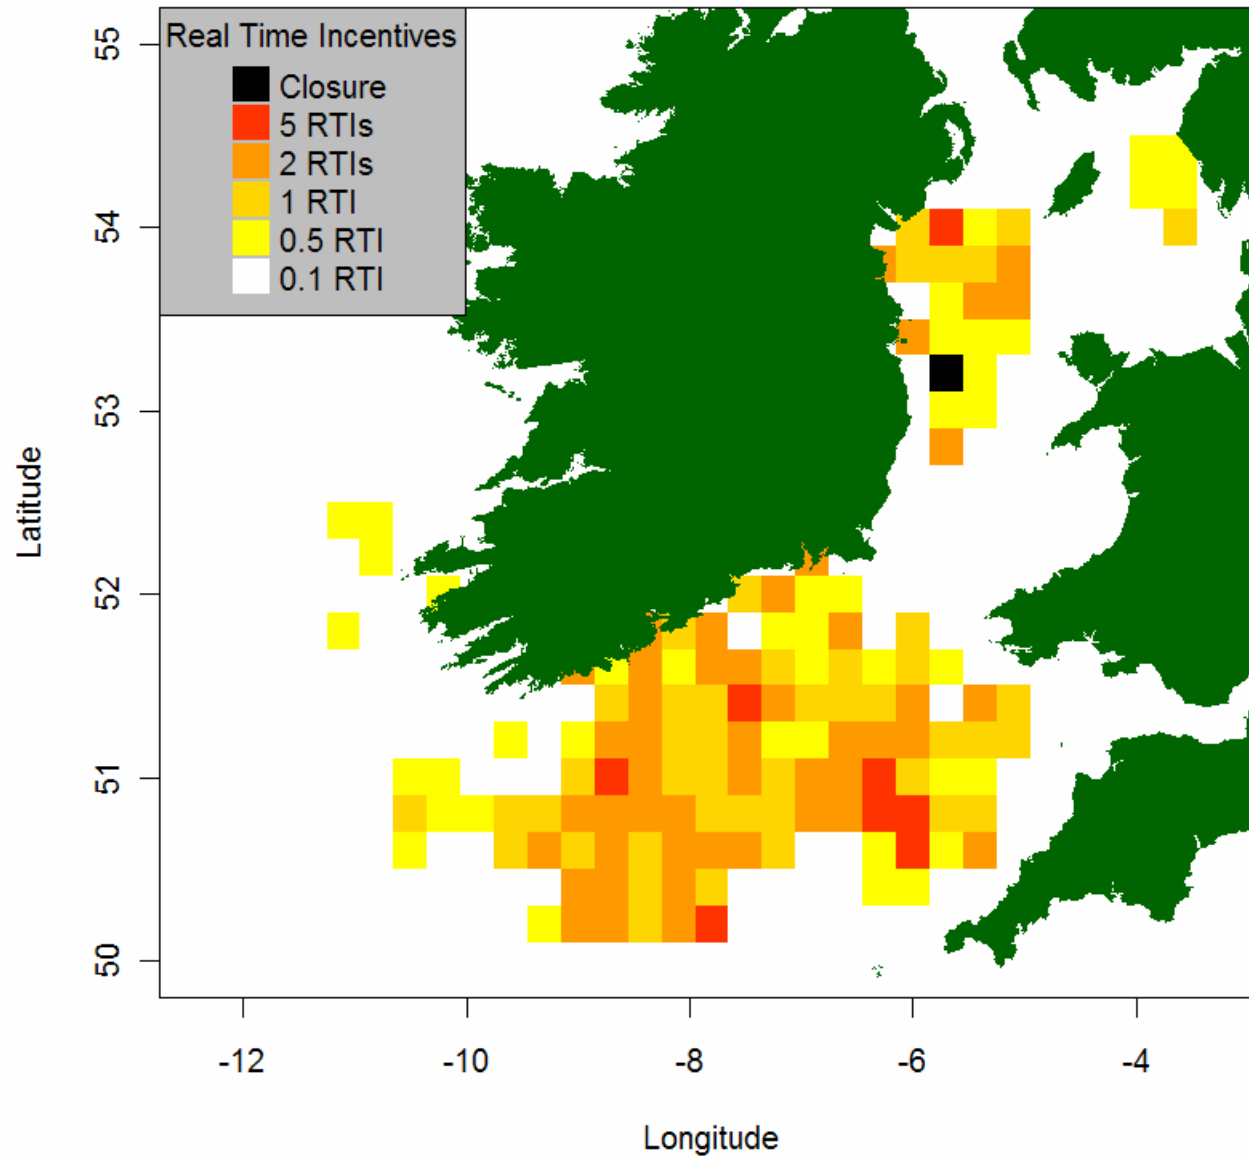 Real Time Incentives
Closure
5 RTIs
2 RTIs
1 RTI
0.5 RTI
0.1 RTI
55
54
53
52
51
50
Latitude
-12
-10
-8
-6
-4
Longitude